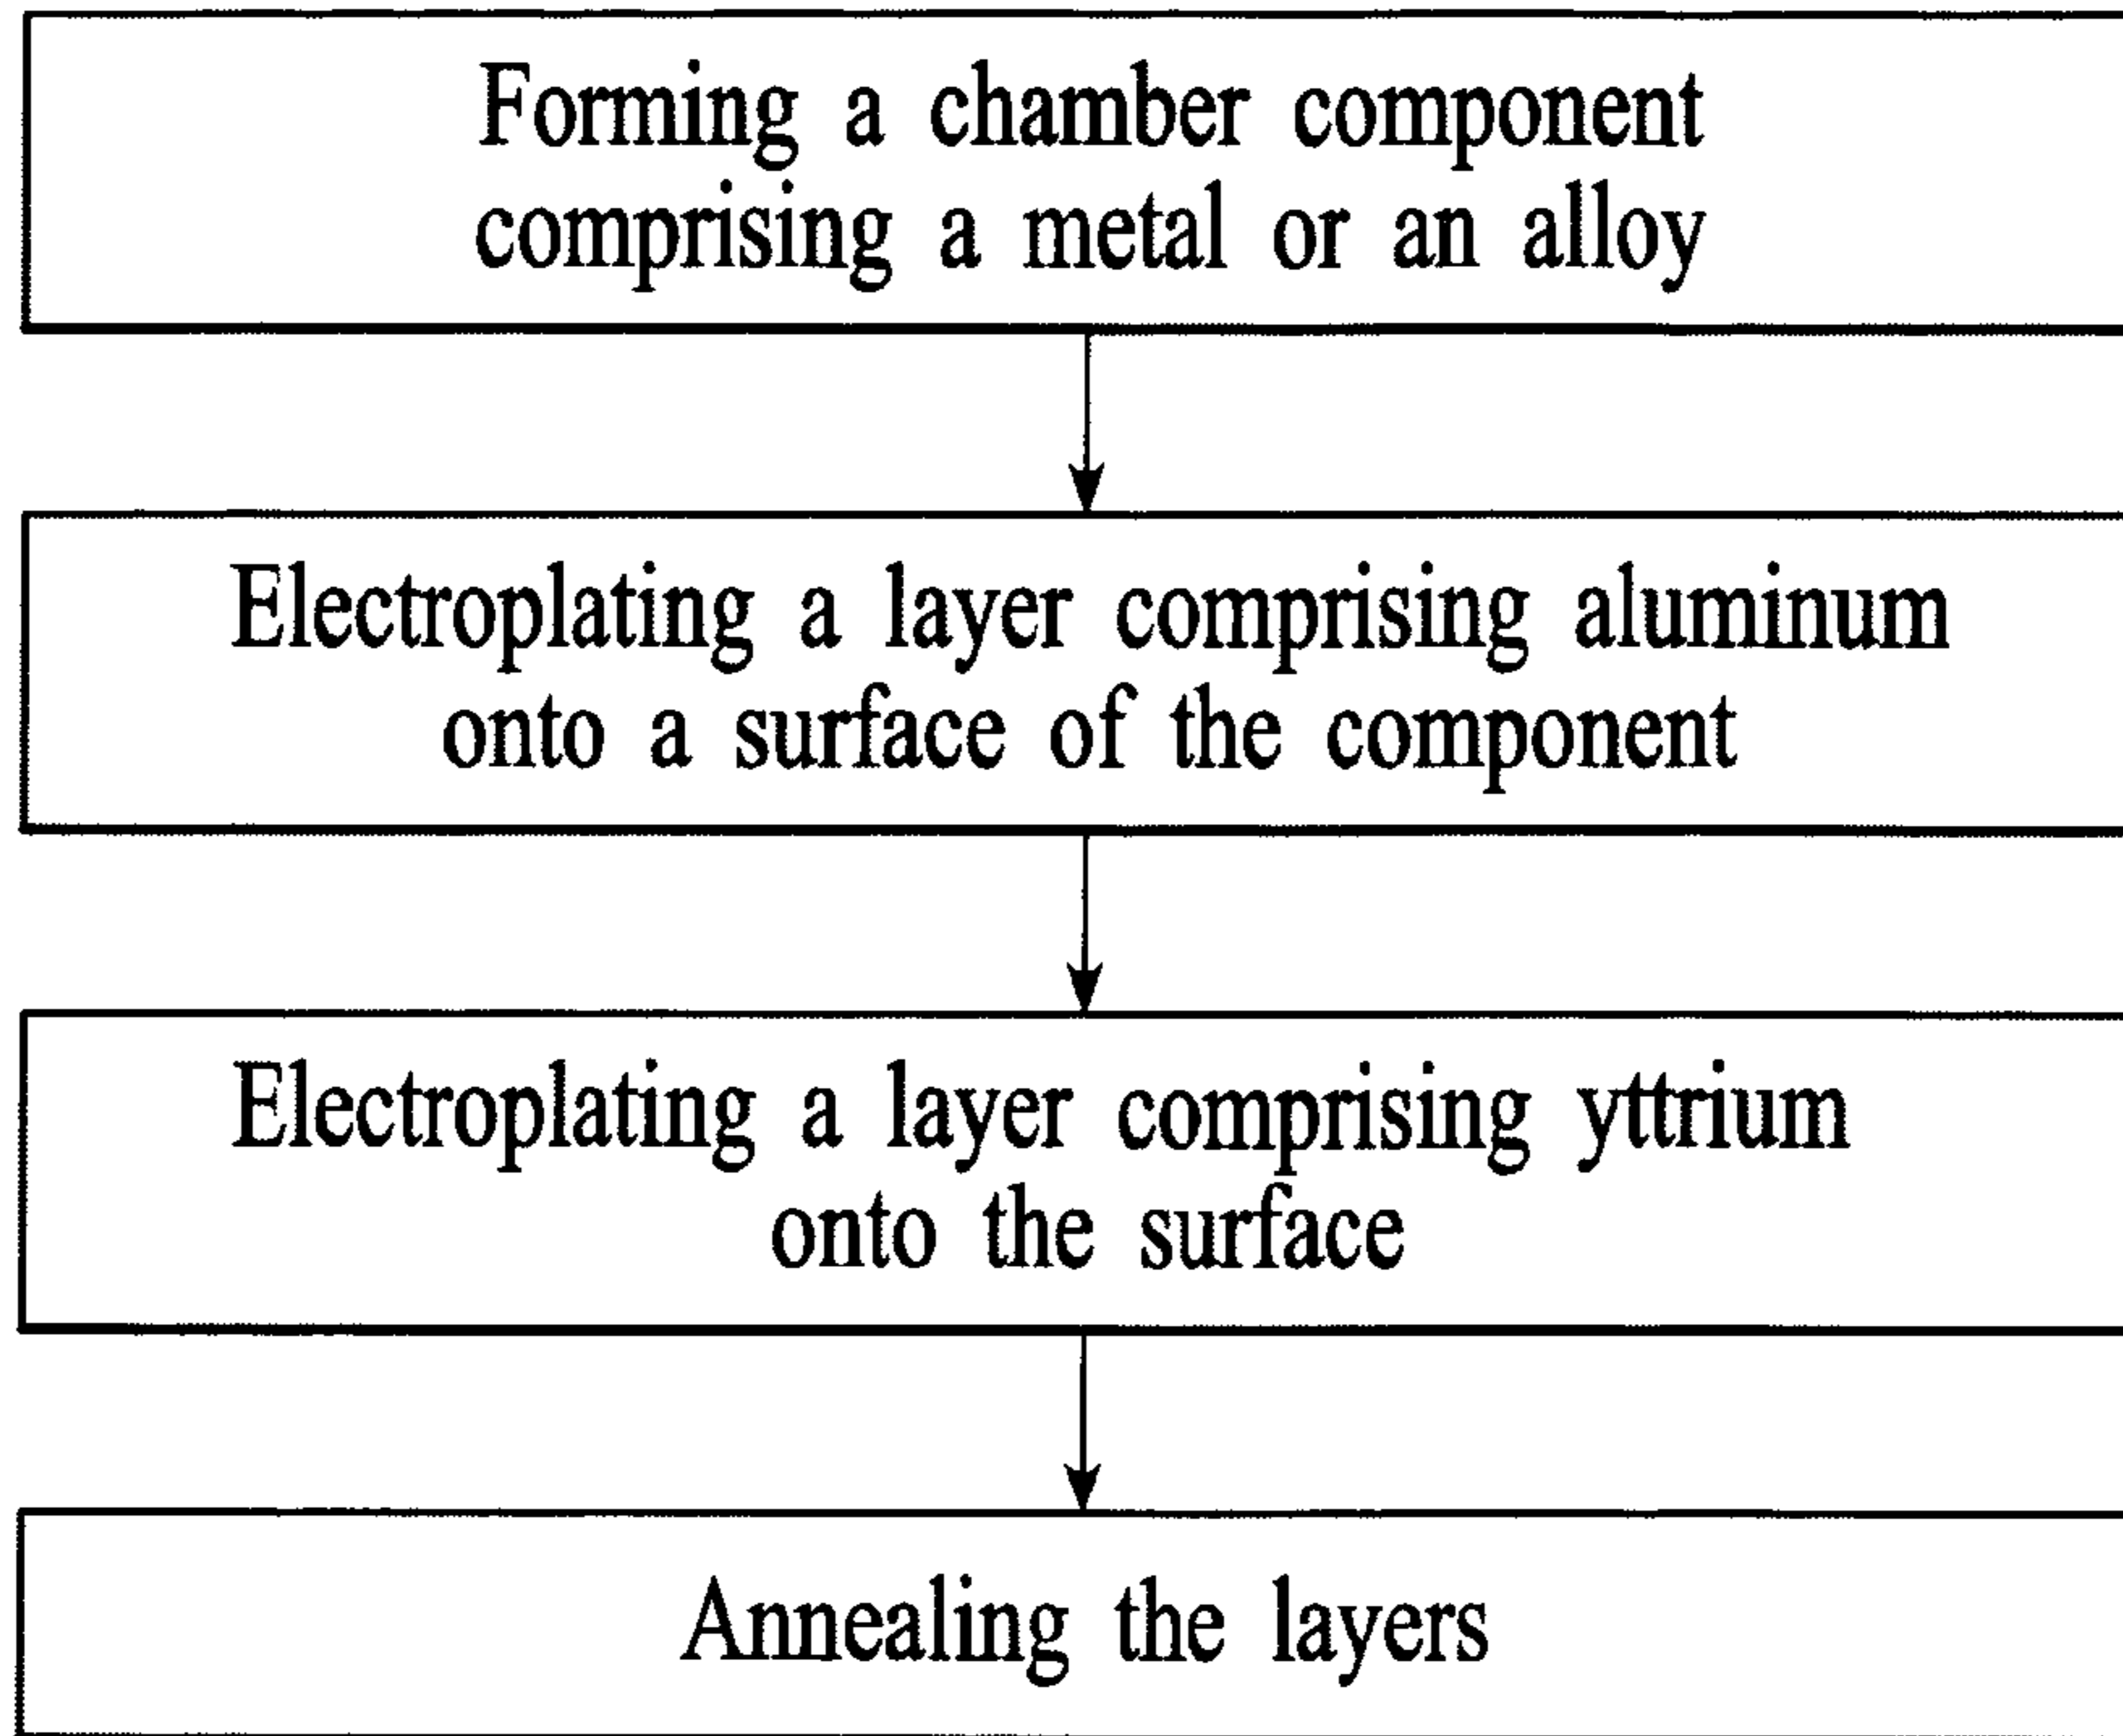 Forming a chamber component
comprising a metal or an alloy
Electroplating a layer comprising aluminum
onto a surface of the component
Electroplating a layer comprising yttrium
onto the surface
Annealing the layers